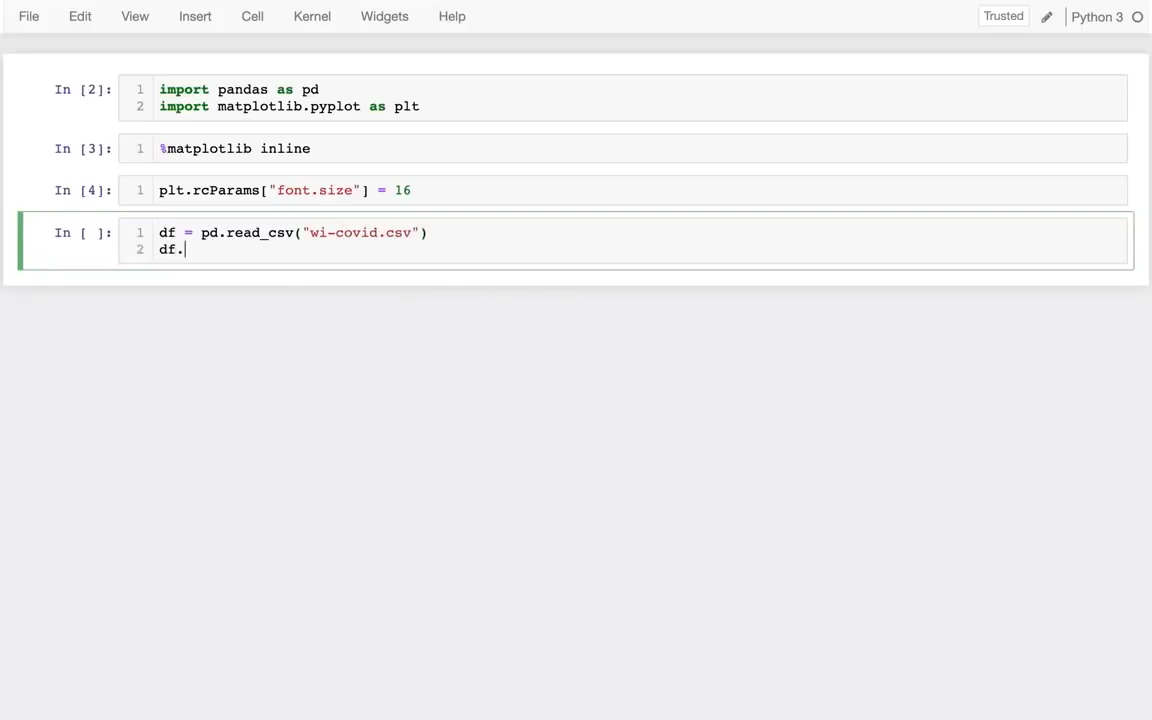 File Edit View Insert Cell Kernel Widgets Help Trusted Python 3
In [2]: 1 import pandas as pd
2 import matplotlib.pyplot as plt
In [3]: 1 %matplotlib inline
In [4]: 1 plt.rcParams["font.size"] = 16
In [ ]: 1 df = pd.read_csv("wi-covid.csv")
2 df.